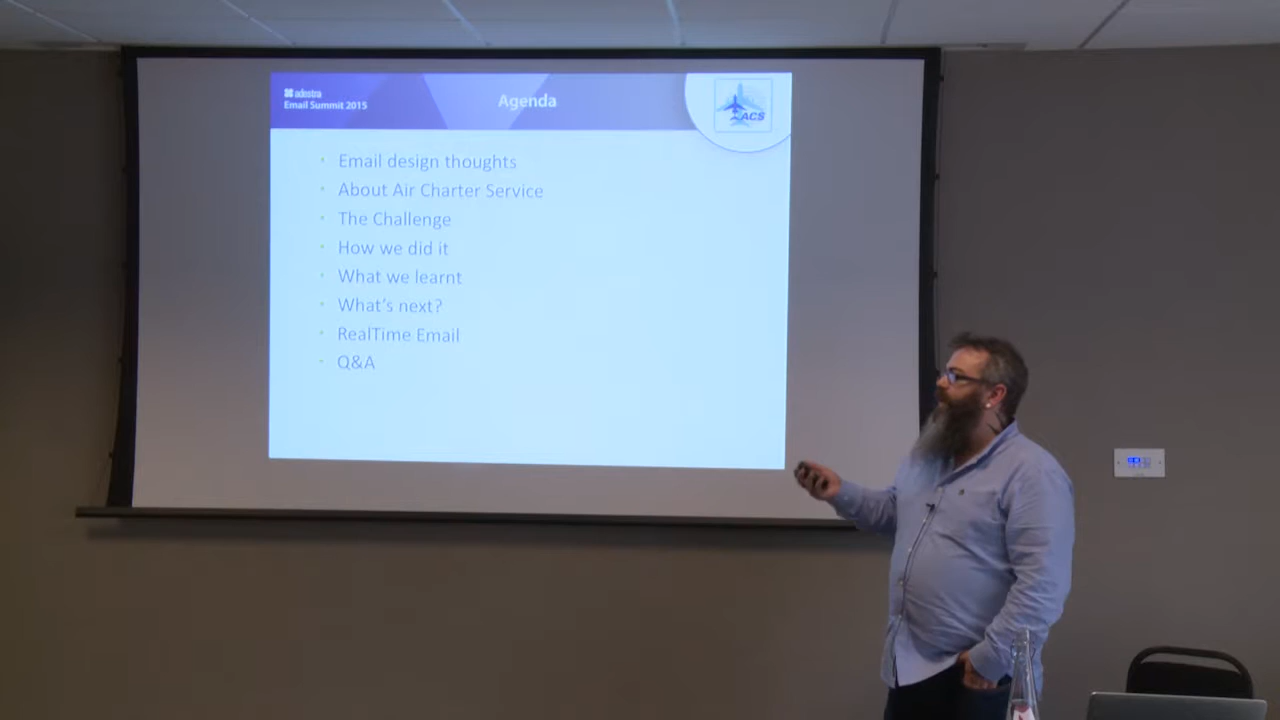 adestra
Email Summit 2015
Agenda
ACS
Email design thoughts
About Air Charter Service
The Challenge
How we did it
What we learnt
What's next?
RealTime Email
Q&A